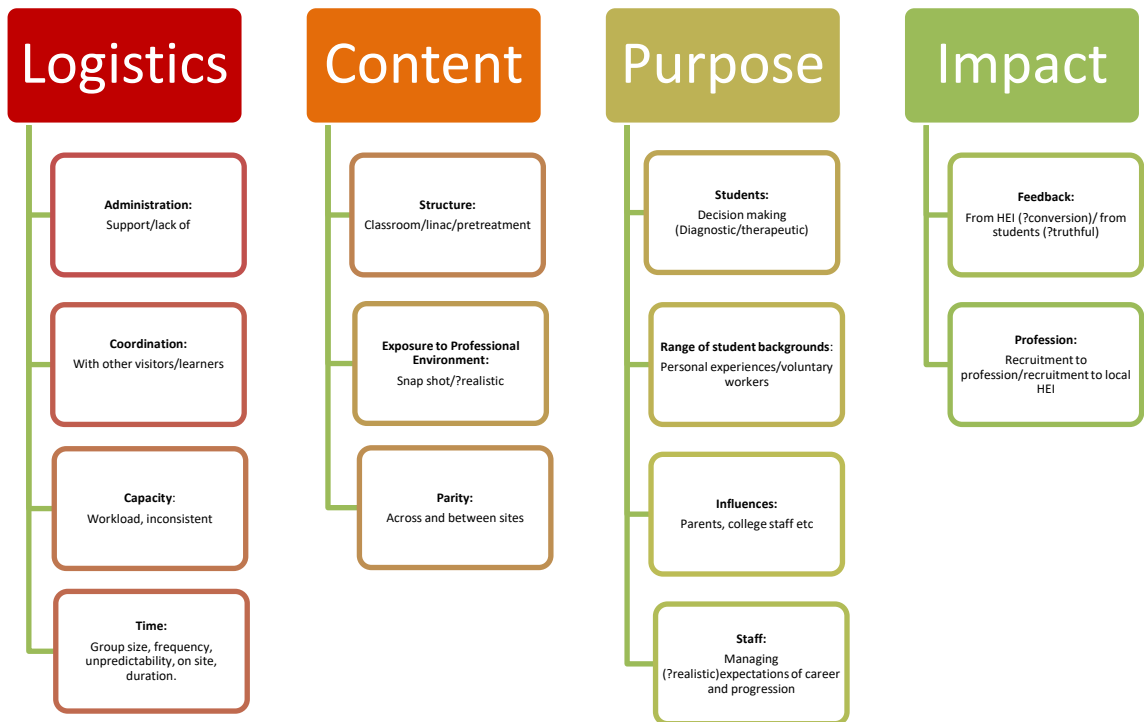 Logistics
Administration:
Support/lack of
Coordination:
With other visitors/learners
Capacity:
Workload, inconsistent
Time:
Group size, frequency,
unpredictability, on site,
duration.
Content
Structure:
Classroom/linac/pretreatment
Exposure to Professional
Environment:
Snap shot/?realistic
Parity:
Across and between sites
Purpose
Students:
Decision making
(Diagnostic/therapeutic)
Range of student backgrounds:
Personal experiences/voluntary
workers
Influences:
Parents, college staff etc
Staff:
Managing
(?realistic)expectations of career
and progression
Impact
Feedback:
From HEI (?conversion)/ from
students (?truthful)
Profession:
Recruitment to
profession/recruitment to local
HEI